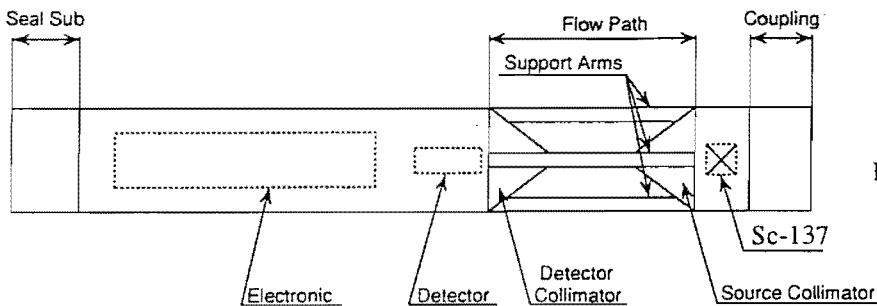 Seal Sub
Flow Path
Coupling
Support Arms
Sc-137
Electronic
Detector
Detector
Collimator
Source Collimator